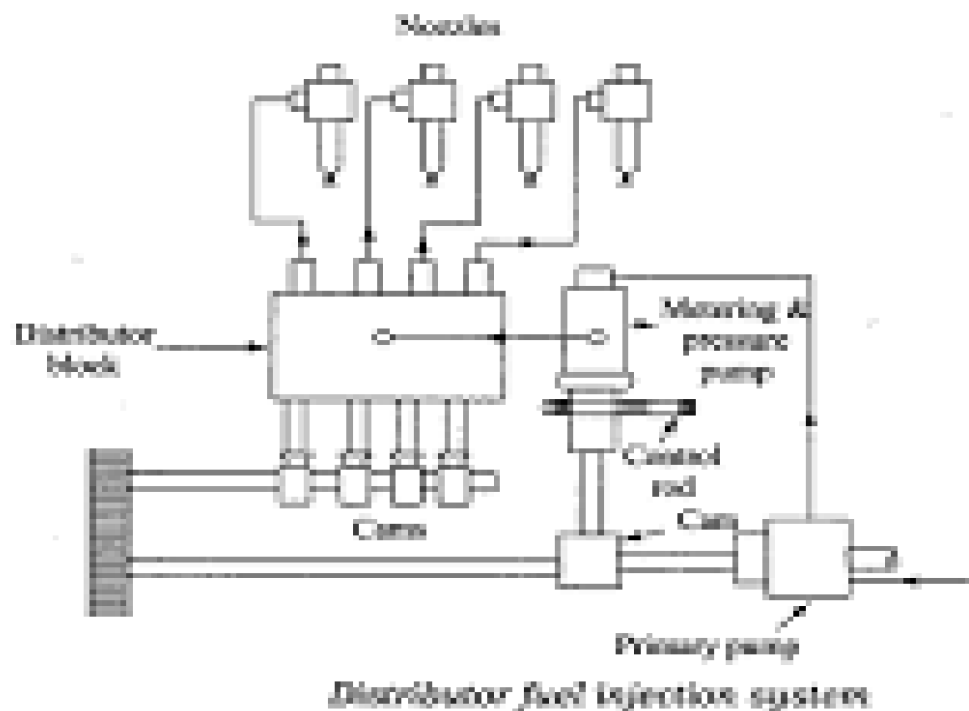 Nozzles
Distributor
block
Metering &
pressure
pump
Control
rod
Cam
Cams
Primary pump
Distributor fuel injection system